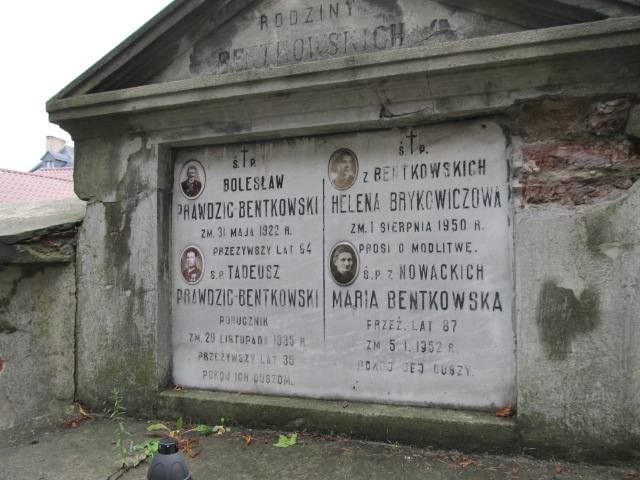 RODZINY
BENTKOWSKICH
Ś.P.
BOLESŁAW
PRAWDZIC-BENTKOWSKI
ZM. 31 MAJA 1922 R.
PRZEŻYWSZY LAT 64
Ś.P. TADEUSZ
PRAWDZIC-BENTKOWSKI
PORUCZNIK
ZM. 20 LISTOPADA 1935 R.
PRZEŻYWSZY LAT 39
POKÓJ ICH DUSZOM.
Ś.P.
Z BENTKOWSKICH
HELENA BRYKOWICZOWA
ZM. 1 SIERPNIA 1950 R.
PROSI O MODLITWĘ.
Ś.P. Z NOWACKICH
MARIA BENTKOWSKA
PRZEŻ. LAT 87
ZM. 5.I.1952 R.
POKÓJ JEJ DUSZY.